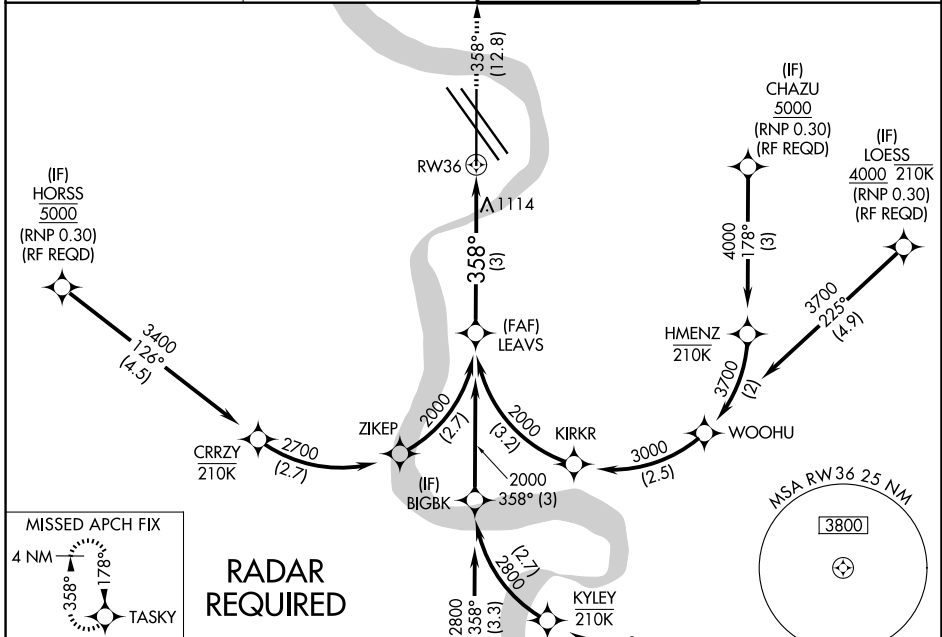 358°
(12.8)
(IF)
CHAZU
5000
(RNP 0.30)
(RF REQD)
(IF)
LOESS
4000 210K
(RNP 0.30)
(RF REQD)
RW36
1114
(IF)
HORSS
5000
(RNP 0.30)
(RF REQD)
358°
(3)
4000
178°
(3)
3700
225°
(4.9)
3400
126°
(4.5)
(FAF)
LEAVS
HMENZ
210K
3700
(2)
2000
(2.7)
2000
(3.2)
ZIKEP
KIRKR
WOOHU
CRRZY
210K
2700
(2.7)
3000
(2.5)
(IF)
BIGBK
2000
358° (3)
MSA RW36 25 NM
3800
MISSED APCH FIX
4 NM
358°
178°
TASKY
RADAR
REQUIRED
2800
358°
(3.3)
(2.7)
2800
KYLEY
210K